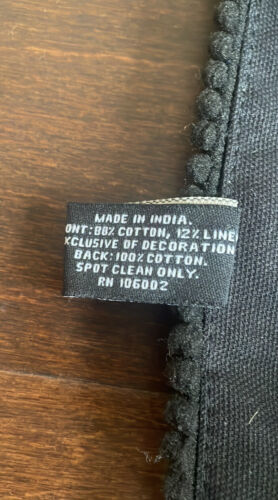 MADE IN INDIA.
ONT: 88% COTTON, 12% LINE
XCLUSIVE OF DECORATION
BACK: 100% COTTON.
SPOT CLEAN ONLY.
RN 106002